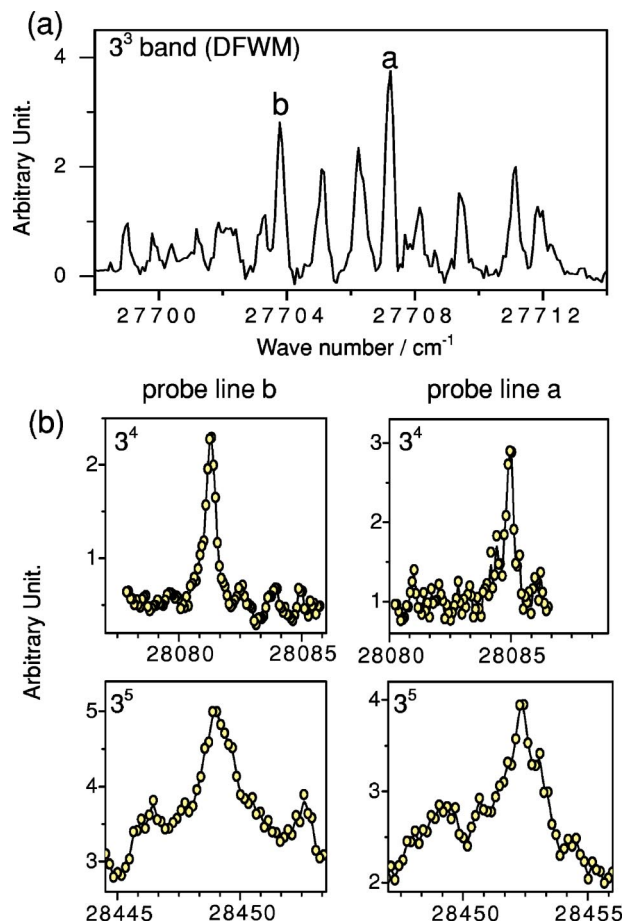 (a)
3³ band (DFWM)
a
b
Arbitrary Unit.
4
2
0
27700 27704 27708 27712
Wave number / cm⁻¹
probe line b probe line a
(b)
3⁴
2
1
28080 28085
3⁴
3
2
1
28080 28085
Arbitrary Unit.
3⁵
5
4
3
28445 28450
3⁵
4
3
2
28450 28455